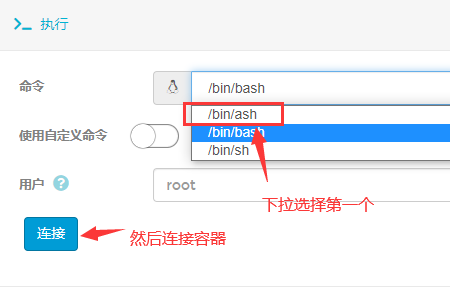 执行
命令
/bin/bash
/bin/ash
/bin/bash
/bin/sh
使用自定义命令
用户
?
root
下拉选择第一个
连接
然后连接容器